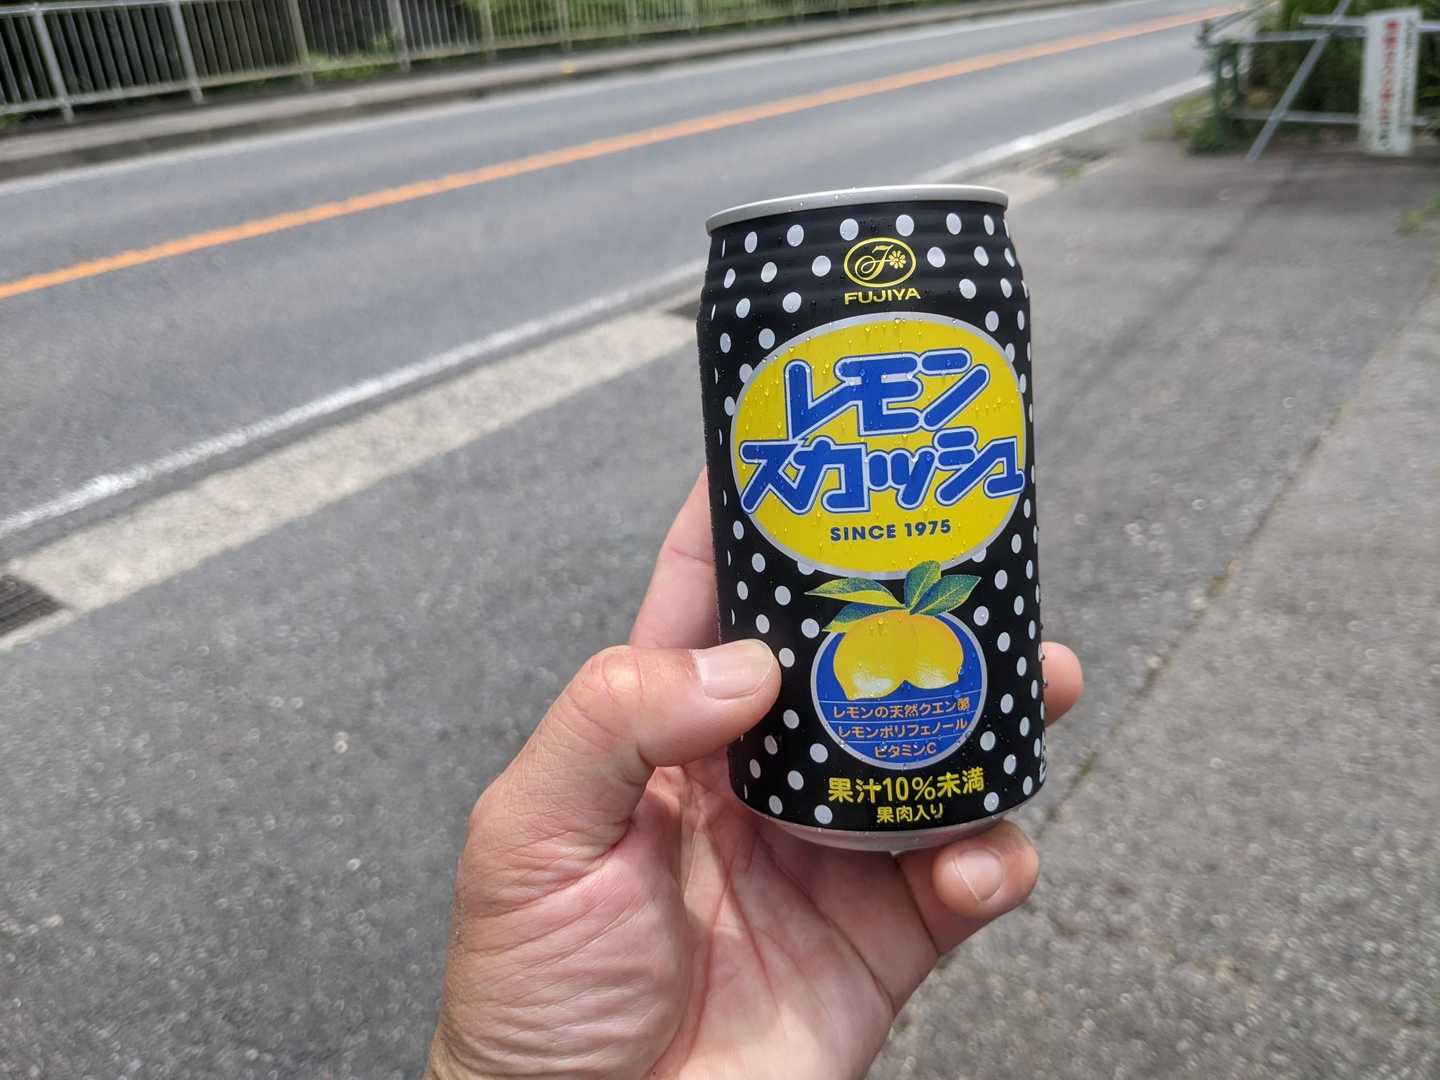 FUJIYA
レモン
スカッシュ
SINCE 1975
レモンの天然クエン酸
レモンポリフェノール
ビタミンC
果汁10%未満
果肉入り